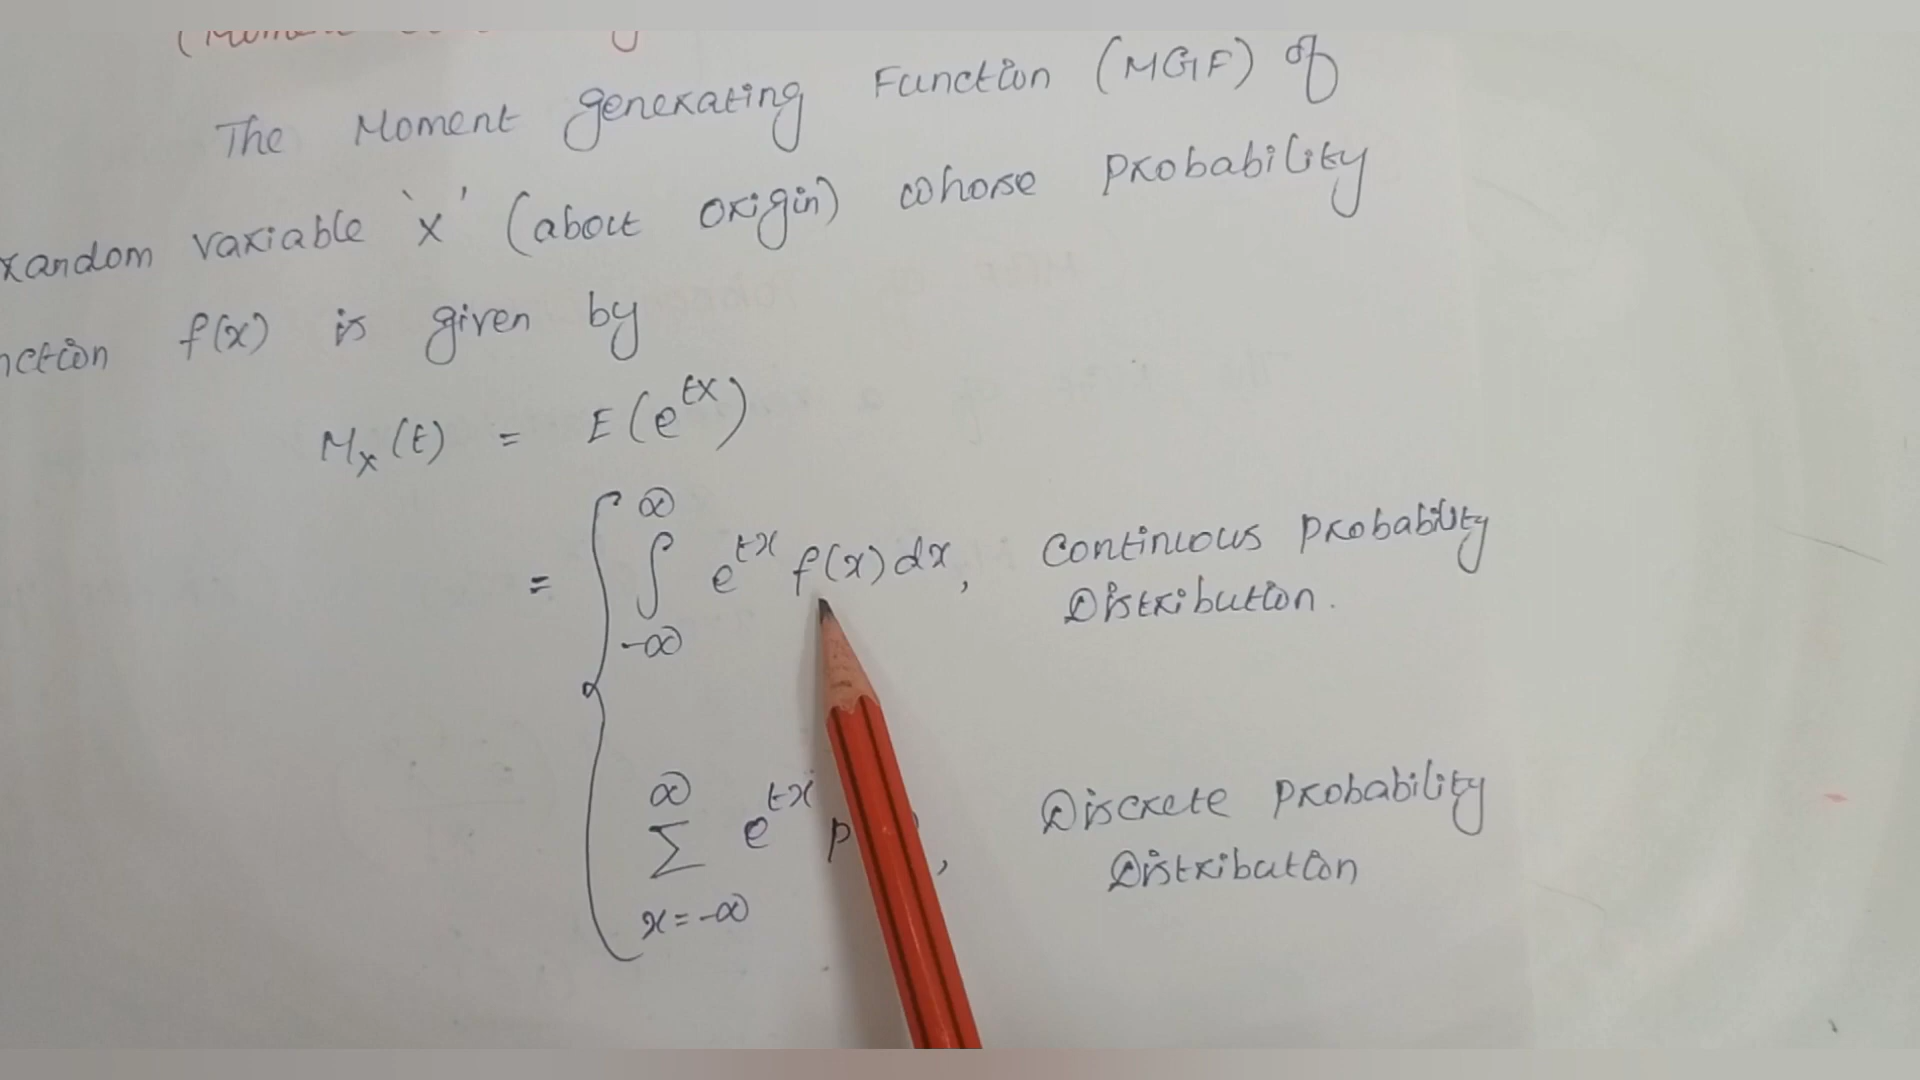 The Moment generating Function (MGF) of
random variable 'x' (about origin) whose probability
f(x) is given by
Mx(t) = E(e^tx)
= { ∫ -∞ ∞ e^tx f(x) dx, Continuous probability
Distribution.
∑ x=-∞ ∞ e^tx p , Discrete probability
Distribution